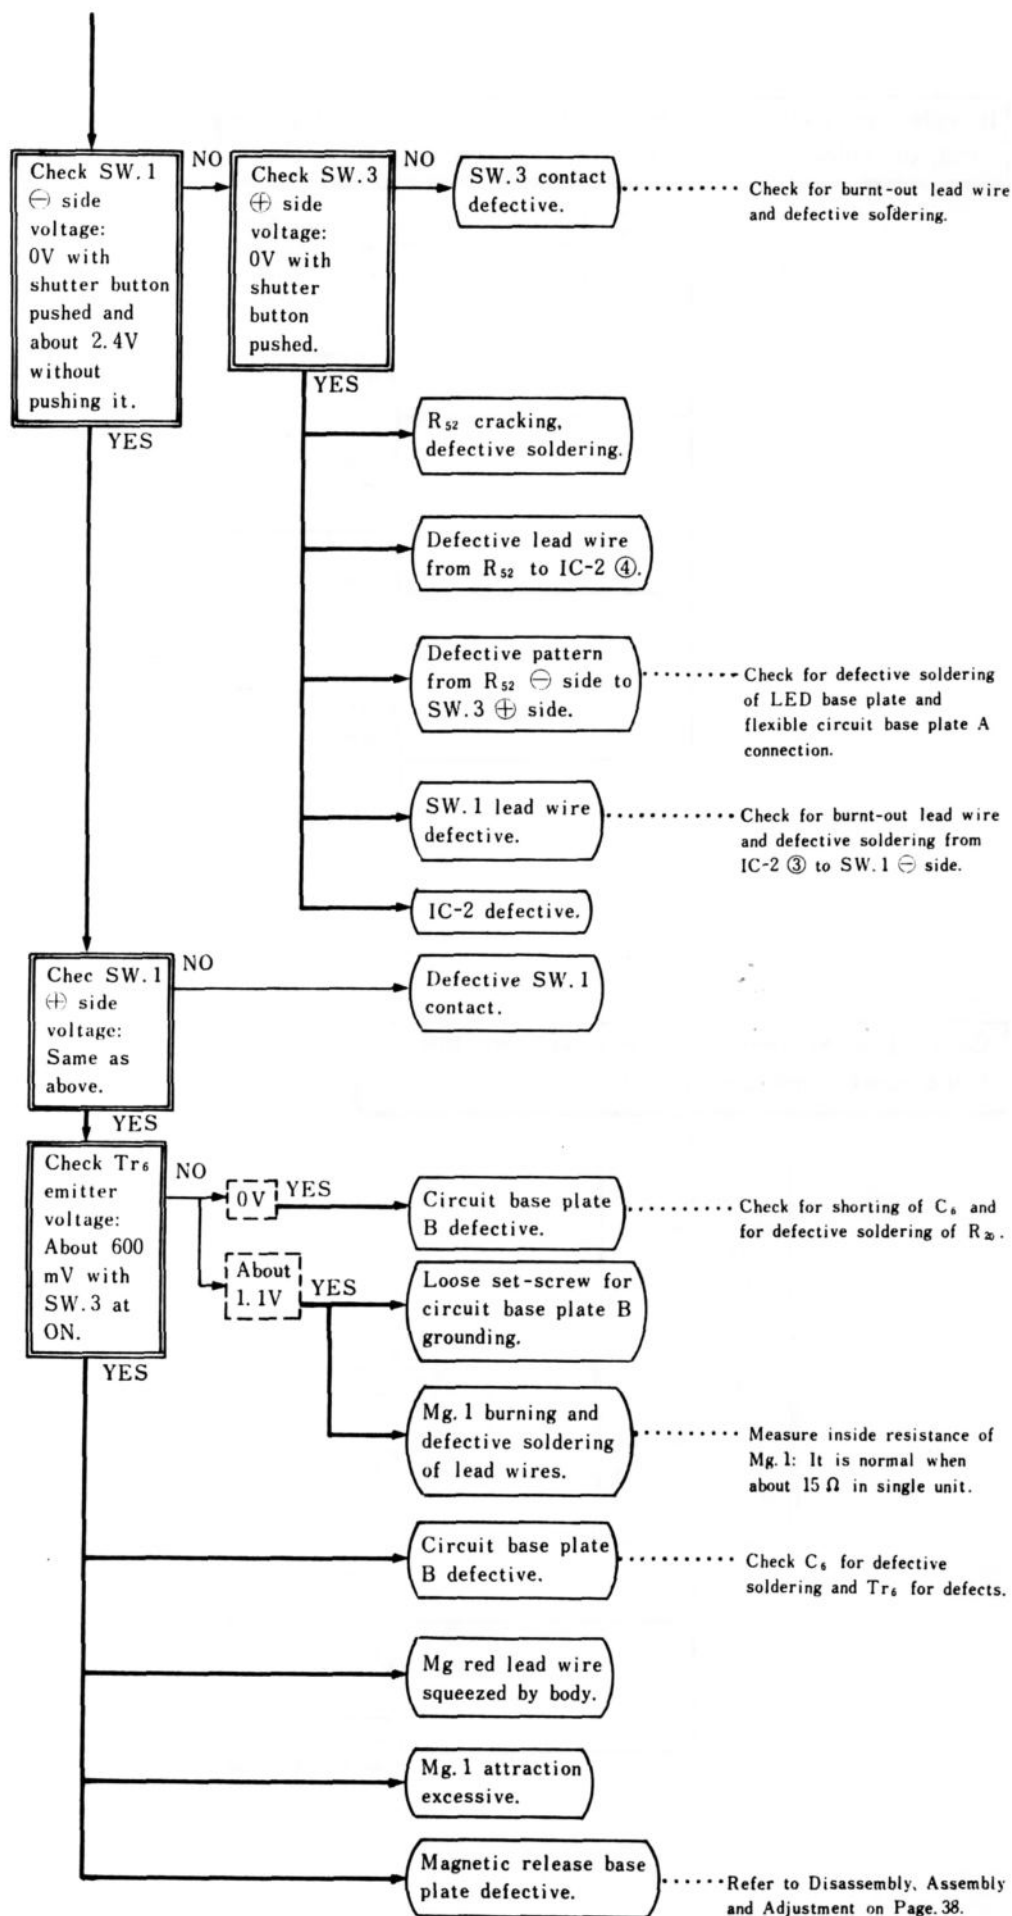 Check SW.1
⊖ side
voltage:
0V with
shutter button
pushed and
about 2.4V
without
pushing it.
NO
YES
Check SW.3
⊕ side
voltage:
0V with
shutter
button
pushed.
NO
YES
SW.3 contact
defective.
Check for burnt-out lead wire
and defective soldering.
R₅₂ cracking,
defective soldering.
Defective lead wire
from R₅₂ to IC-2 ④.
Defective pattern
from R₅₂ ⊖ side to
SW.3 ⊕ side.
Check for defective soldering
of LED base plate and
flexible circuit base plate A
connection.
SW.1 lead wire
defective.
Check for burnt-out lead wire
and defective soldering from
IC-2 ③ to SW.1 ⊖ side.
IC-2 defective.
Chec SW.1
⊕ side
voltage:
Same as
above.
NO
YES
Defective SW.1
contact.
Check Tr₆
emitter
voltage:
About 600
mV with
SW.3 at
ON.
NO
YES
0V
YES
Circuit base plate
B defective.
Check for shorting of C₆ and
for defective soldering of R₂₀.
About
1.1V
YES
Loose set-screw for
circuit base plate B
grounding.
Mg.1 burning and
defective soldering
of lead wires.
Measure inside resistance of
Mg.1: It is normal when
about 15 Ω in single unit.
Circuit base plate
B defective.
Check C₆ for defective
soldering and Tr₆ for defects.
Mg red lead wire
squeezed by body.
Mg.1 attraction
excessive.
Magnetic release base
plate defective.
Refer to Disassembly, Assembly
and Adjustment on Page.38.